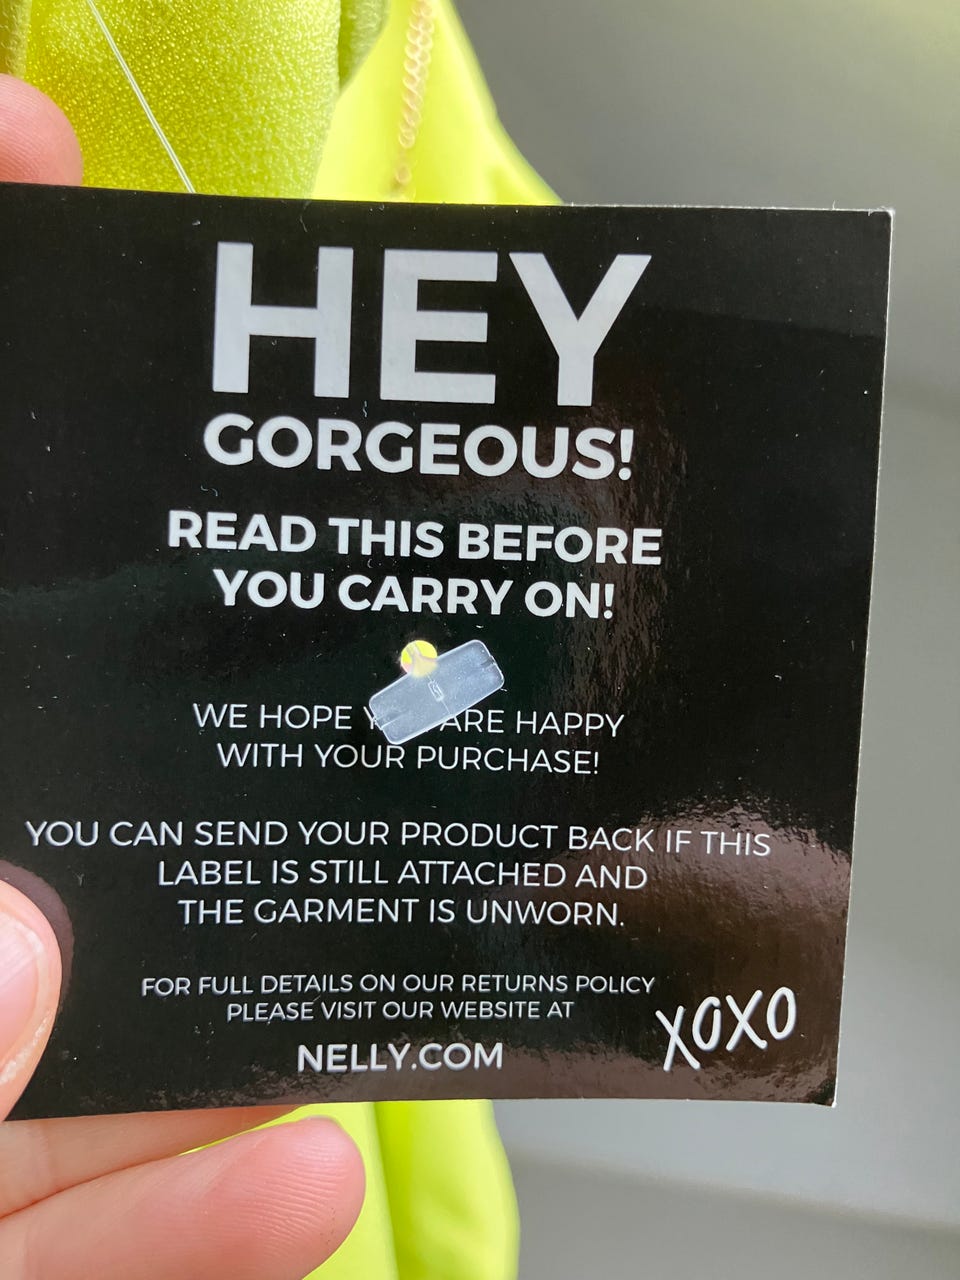 HEY
GORGEOUS!
READ THIS BEFORE
YOU CARRY ON!
WE HOPE ARE HAPPY
WITH YOUR PURCHASE!
YOU CAN SEND YOUR PRODUCT BACK IF THIS
LABEL IS STILL ATTACHED AND
THE GARMENT IS UNWORN.
FOR FULL DETAILS ON OUR RETURNS POLICY
PLEASE VISIT OUR WEBSITE AT
NELLY.COM
XOXO